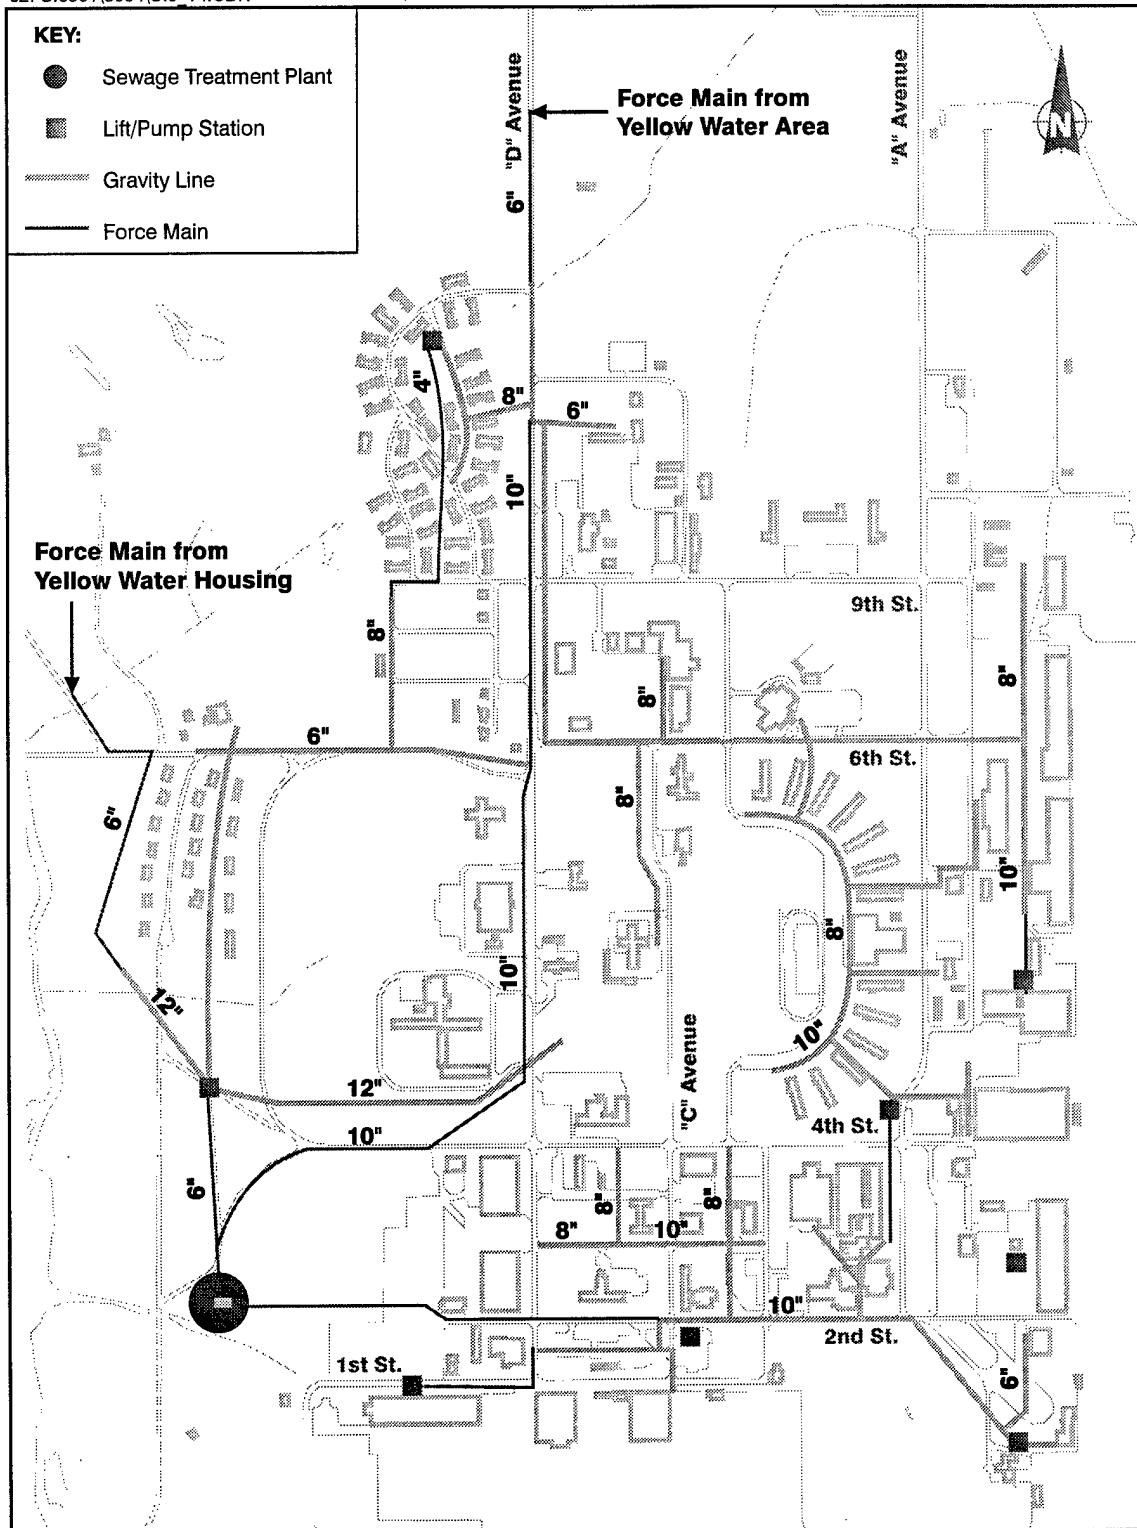 KEY:
Sewage Treatment Plant
Lift/Pump Station
Gravity Line
Force Main
"D" Avenue
Force Main from
Yellow Water Area
"A" Avenue
N
6"
4"
8"
6"
10"
Force Main from
Yellow Water Housing
9th St.
8"
8"
8"
6"
6th St.
6"
8"
10"
8"
10"
12"
10"
"C" Avenue
12"
4th St.
10"
6"
8"
8"
8"
10"
10"
2nd St.
1st St.
6"